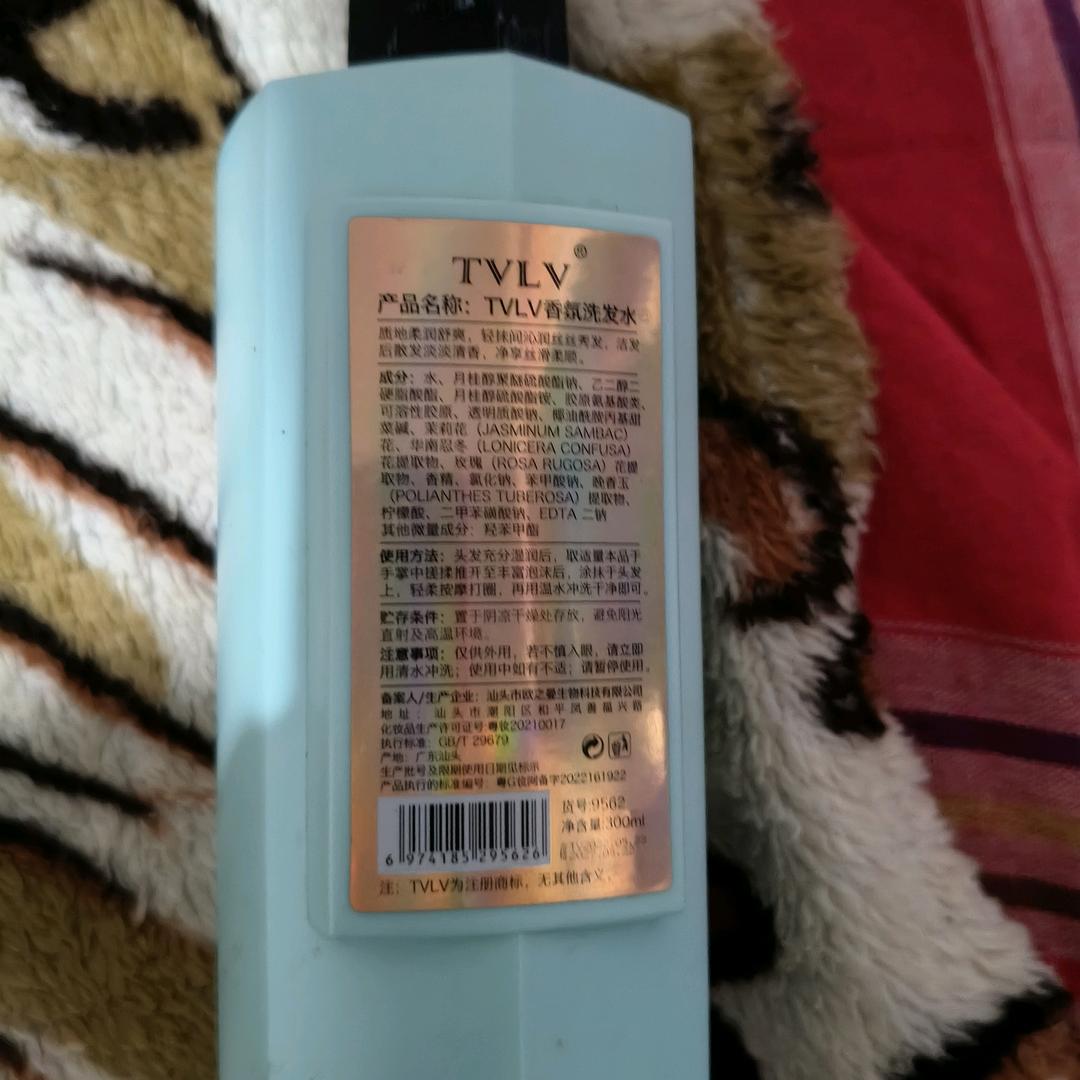 TVLV®
产品名称：TVLV香氛洗发水
质地柔润舒爽，轻抹间沁润丝丝秀发，洁发
后散发淡淡清香，净享丝滑柔顺。
成分：水、月桂醇聚醚硫酸酯钠、乙二醇二
硬脂酸酯、月桂醇硫酸酯铵、胶原氨基酸类、
可溶性胶原、透明质酸钠、椰油酰胺丙基甜
菜碱、茉莉花（JASMINUM SAMBAC）
花、华南忍冬（LONICERA CONFUSA）
花提取物、玫瑰（ROSA RUGOSA）花提
取物、香精、氯化钠、苯甲酸钠、晚香玉
（POLIANTHES TUBEROSA）提取物、
柠檬酸、二甲苯磺酸钠、EDTA 二钠
其他微量成分：羟苯甲酯
使用方法：头发充分湿润后，取适量本品于
手掌中搓揉推开至丰富泡沫后，涂抹于头发
上，轻柔按摩打圈，再用温水冲洗干净即可。
贮存条件：置于阴凉干燥处存放，避免阳光
直射及高温环境。
注意事项：仅供外用，若不慎入眼，请立即
用清水冲洗；使用中如有不适；请暂停使用。
备案人/生产企业：汕头市欧之曼生物科技有限公司
地址：汕头市潮阳区和平凤善福兴路
化妆品生产许可证号:粤妆20210017
执行标准：GB/T 29679
产地：广东汕头
生产批号及限期使用日期见标示
产品执行的标准编号：粤G妆网备字2022161922
货号:9562
净含量:300ml
6 974185 295626
注：TVLV为注册商标，无其他含义。